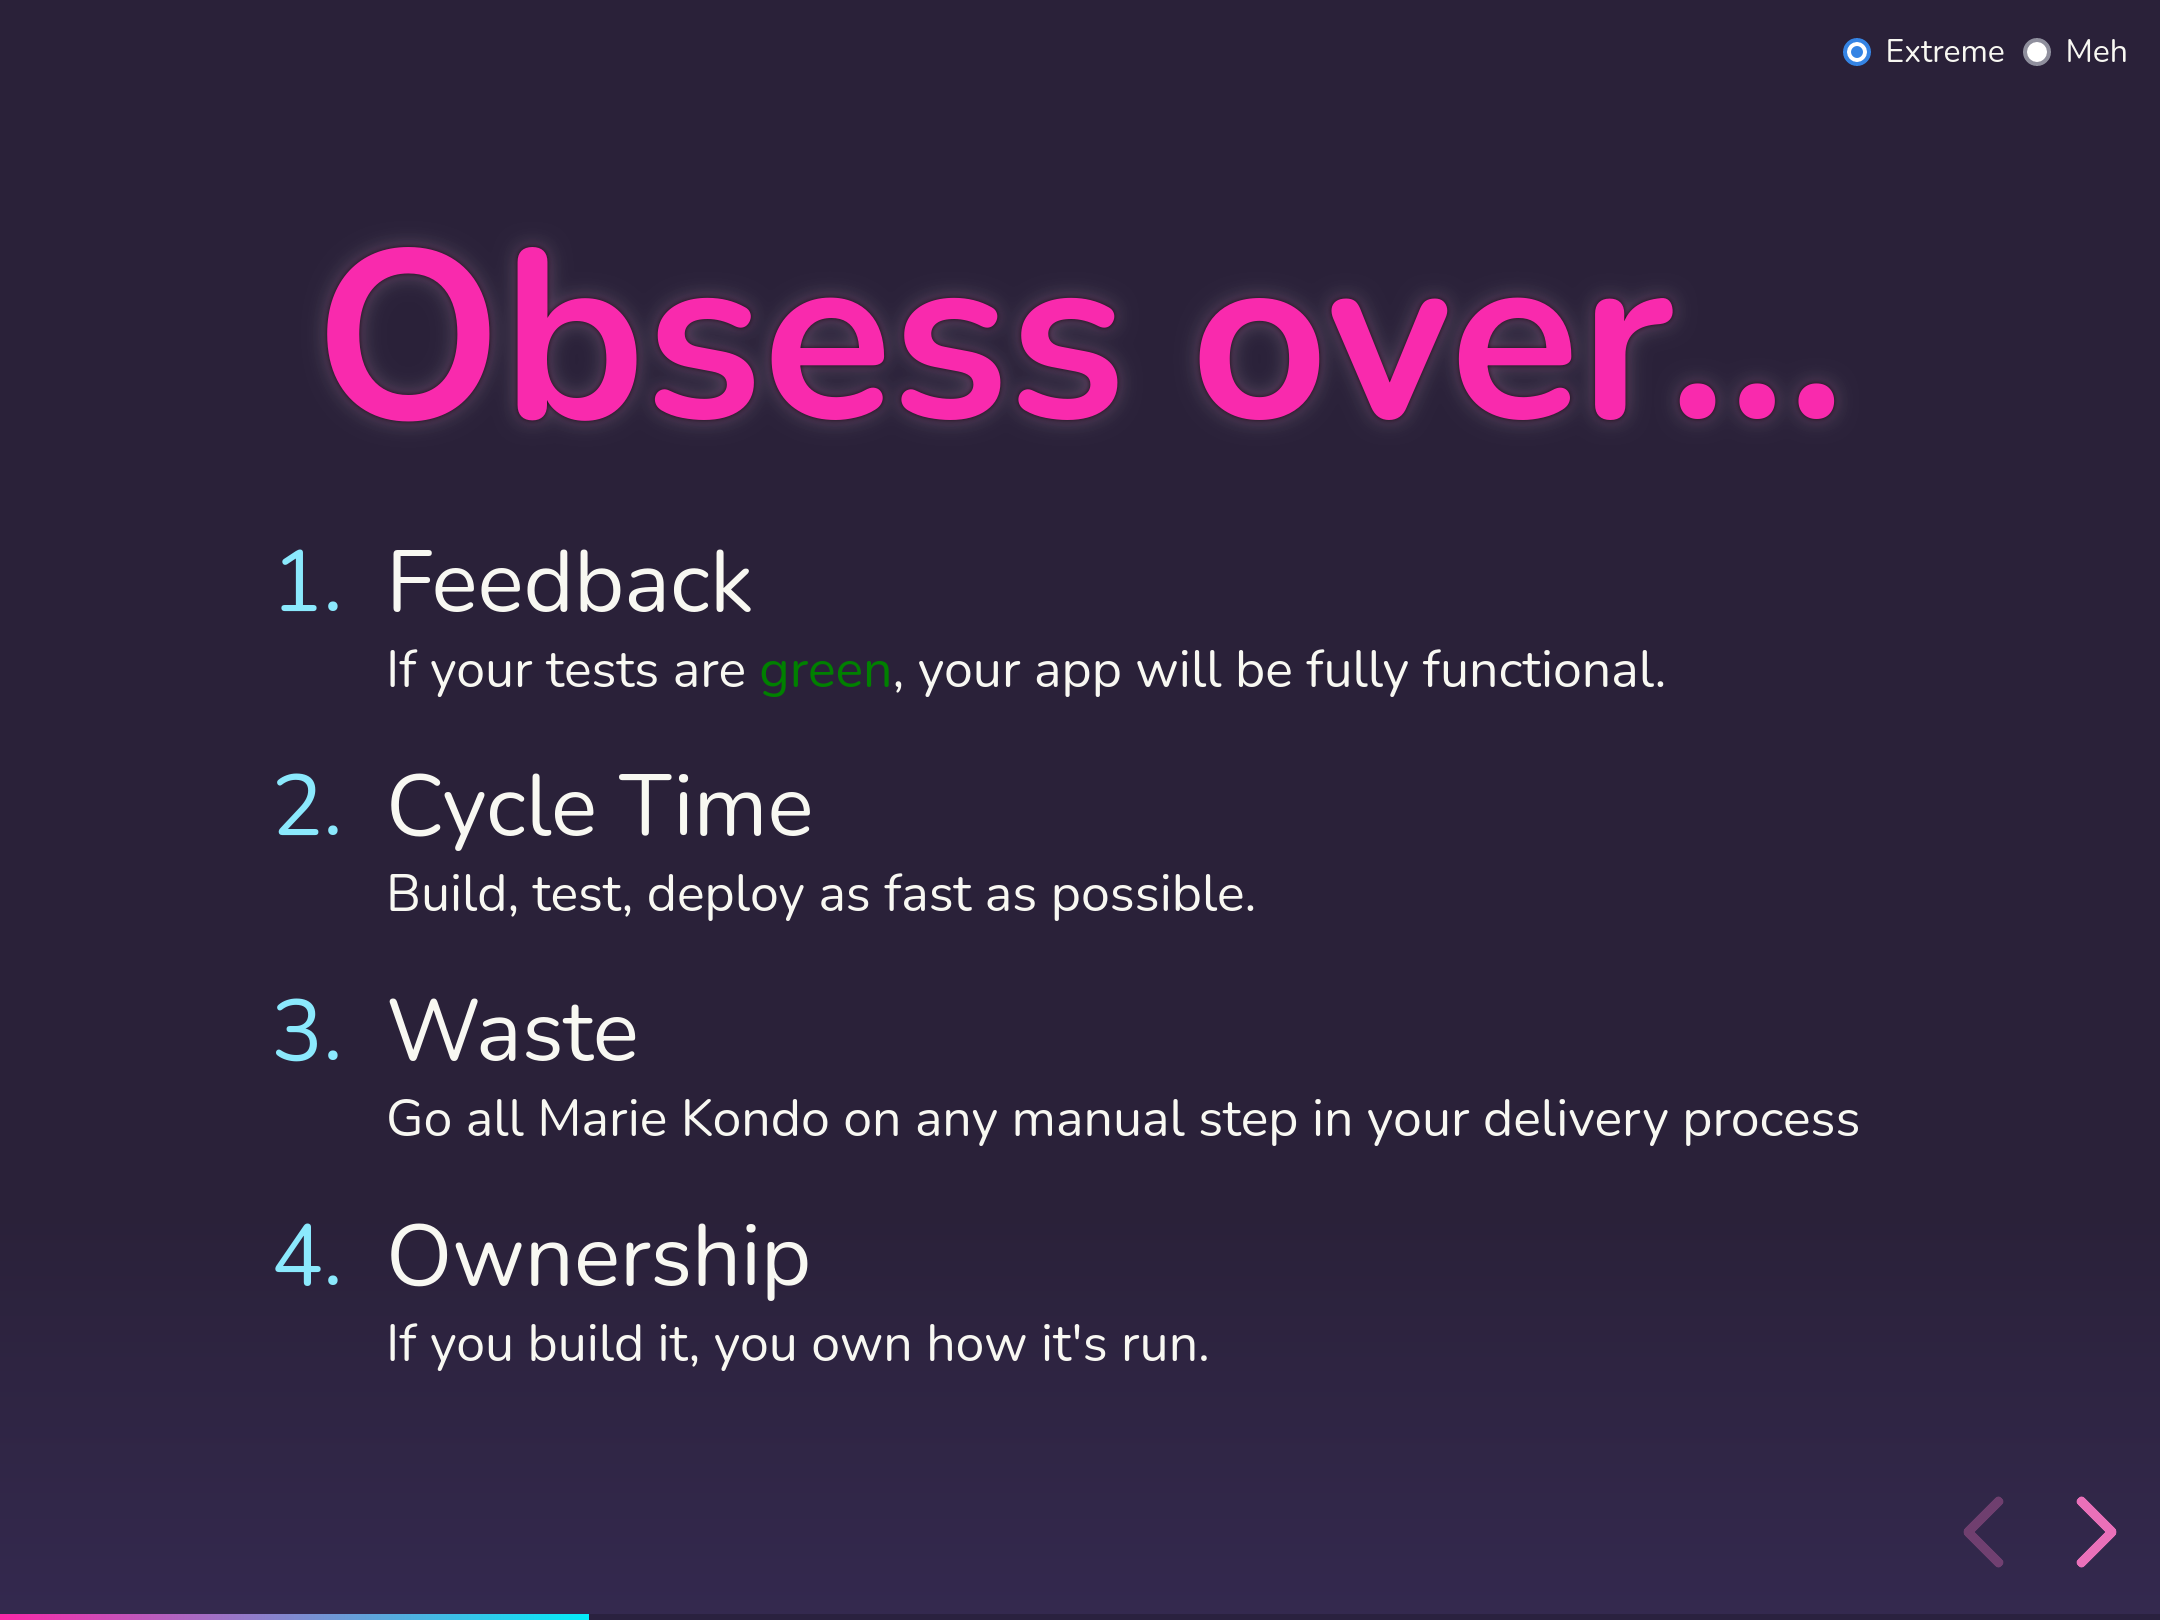 Extreme Meh
Obsess over...
1. Feedback
If your tests are green, your app will be fully functional.
2. Cycle Time
Build, test, deploy as fast as possible.
3. Waste
Go all Marie Kondo on any manual step in your delivery process
4. Ownership
If you build it, you own how it's run.